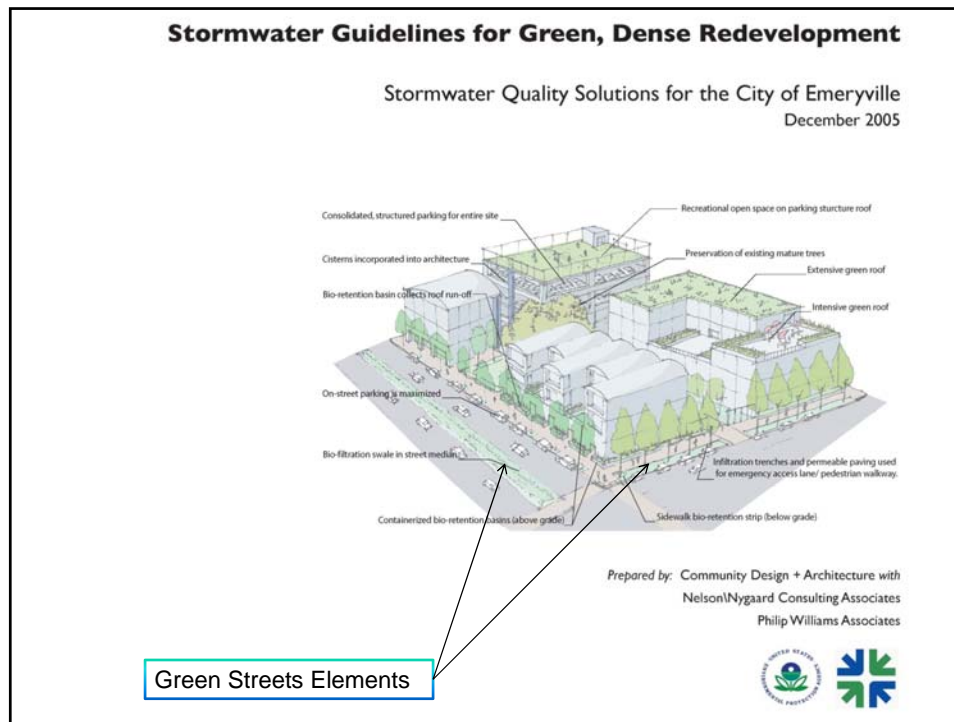 Stormwater Guidelines for Green, Dense Redevelopment
Stormwater Quality Solutions for the City of Emeryville
December 2005
Consolidated, structured parking for entire site
Recreational open space on parking sturcture roof
Cisterns incorporated into architecture
Preservation of existing mature trees
Extensive green roof
Bio-retention basin collects roof run-off
Intensive green roof
On-street parking is maximized
Bio-filtration swale in street median
Infiltration trenches and permeable paving used
for emergency access lane/ pedestrian walkway.
Containerized bio-retention basins (above grade)
Sidewalk bio-retention strip (below grade)
Prepared by: Community Design + Architecture with
Nelson\Nygaard Consulting Associates
Philip Williams Associates
Green Streets Elements
UNITED STATES
ENVIRONMENTAL PROTECTION AGENCY